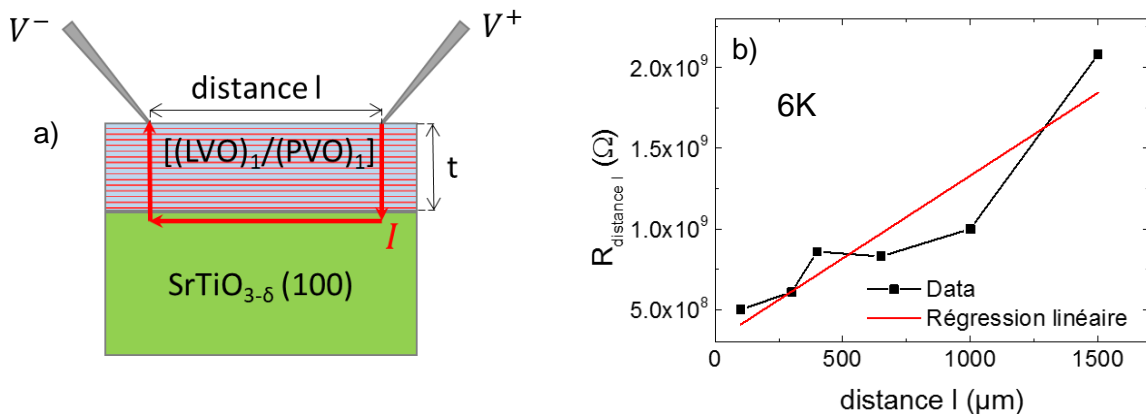 a)
V⁻
V⁺
distance l
[(LVO)₁/(PVO)₁]
t
I
SrTiO₃₋δ (100)
b)
6K
R distance l (Ω)
2.0x10⁹
1.5x10⁹
1.0x10⁹
5.0x10⁸
Data
Régression linéaire
0 500 1000 1500
distance l (µm)